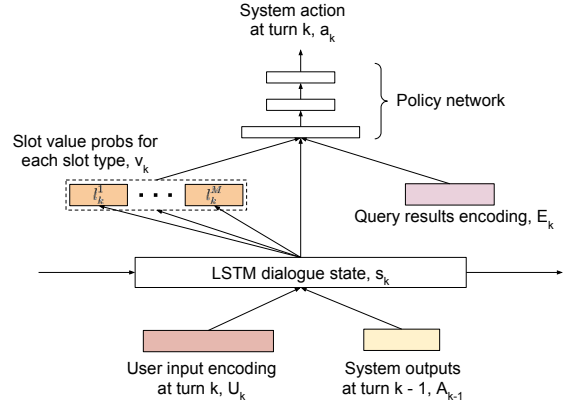 System action
at turn k, a_k
Policy network
Slot value probs for
each slot type, v_k
l_k^1 . . . l_k^M
Query results encoding, E_k
LSTM dialogue state, s_k
User input encoding
at turn k, U_k
System outputs
at turn k - 1, A_{k-1}